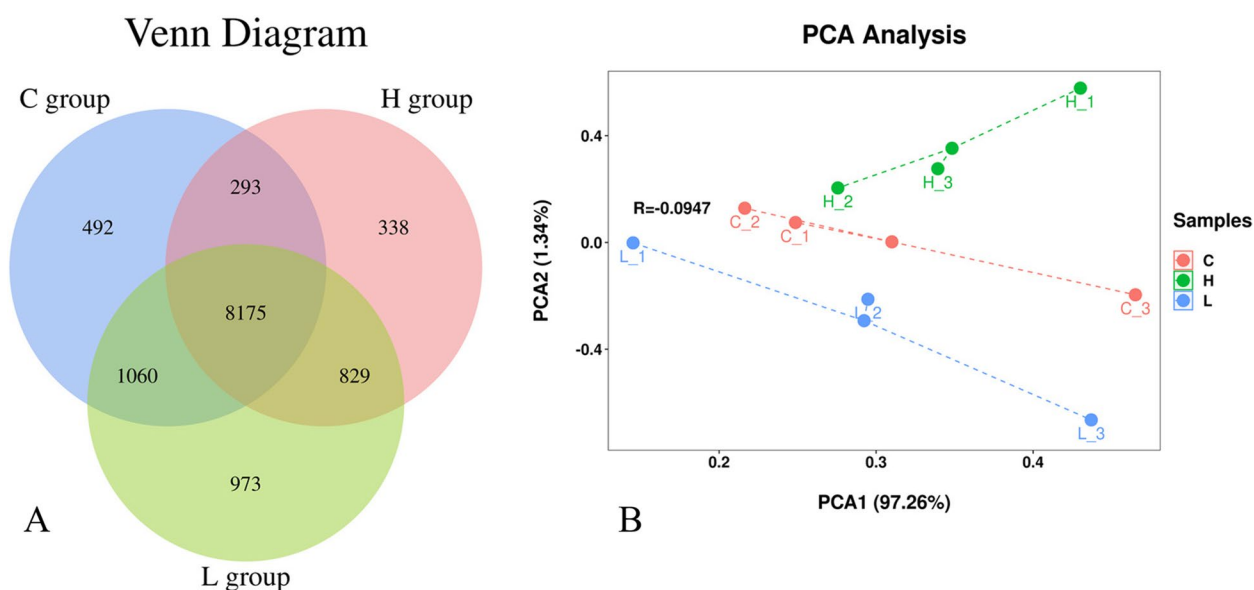 Venn Diagram
C group
H group
293
492
338
8175
1060
829
973
A
L group
PCA Analysis
PCA2 (1.34%)
0.4
0.0
-0.4
H_1
H_3
H_2
R=-0.0947
C_2
C_1
L_1
C_3
L_2
L_3
0.2
0.3
0.4
PCA1 (97.26%)
B
Samples
C
H
L